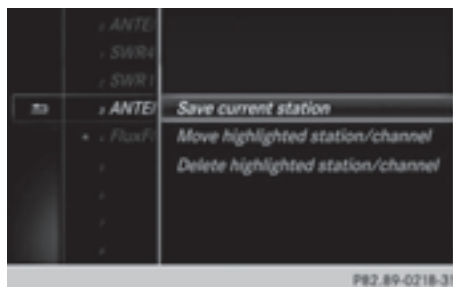 ANTE
SWR4
SWR1
ANTE Save current station
FluxF Move highlighted station/channel
Delete highlighted station/channel
P82.89-0218-31